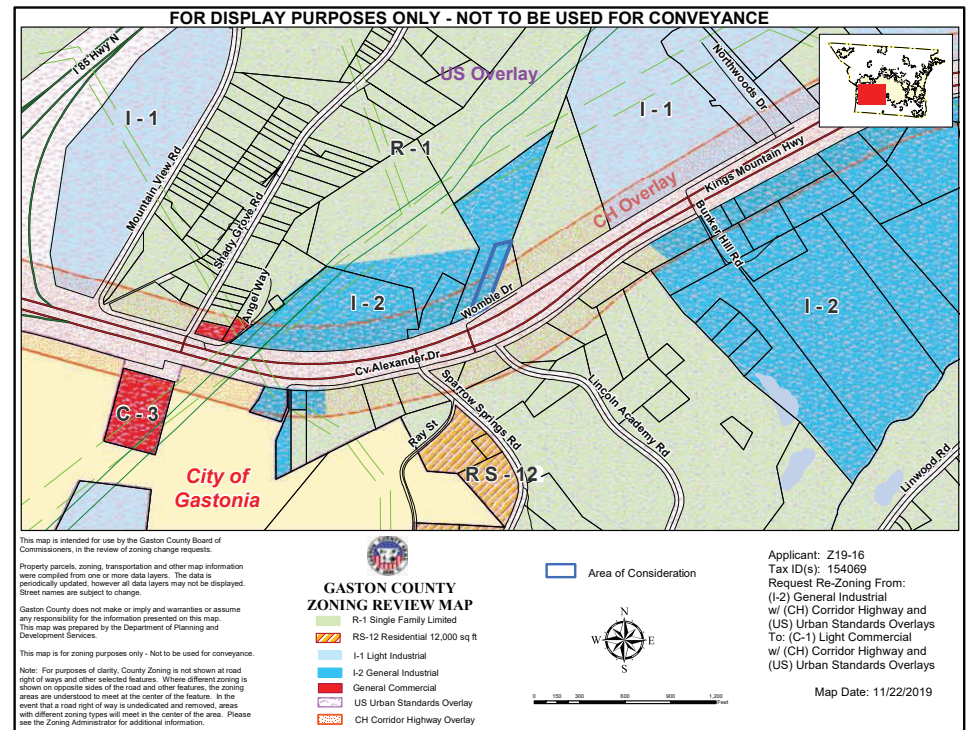 FOR DISPLAY PURPOSES ONLY - NOT TO BE USED FOR CONVEYANCE
I 85 Hwy N
US Overlay
Northwoods Dr
I - 1
I - 1
R - 1
Kings Mountain Hwy
Mountain View Rd
CH Overlay
Shady Grove Rd
Bunker Hill Rd
Angel Way
I - 2
Womble Dr
I - 2
Cv Alexander Dr
Sparrow Springs Rd
Lincoln Academy Rd
C - 3
Ray St
R S - 12
Linwood Rd
City of
Gastonia
This map is intended for use by the Gaston County Board of
Commissioners, in the review of zoning change requests.
Property parcels, zoning, transportation and other map information
were compiled from one or more data layers. The data is
periodically updated, however all data layers may not be displayed.
Street names are subject to change.
Gaston County does not make or imply and warranties or assume
any responsibility for the information presented on this map.
This map was prepared by the Department of Planning and
Development Services.
This map is for zoning purposes only - Not to be used for conveyance.
Note: For purposes of clarity, County Zoning is not shown at road
right of ways and other selected features. Where different zoning is
shown on opposite sides of the road and other features, the zoning
areas are understood to meet at the center of the feature. In the
event that a road right of way is undedicated and removed, areas
with different zoning types will meet in the center of the area. Please
see the Zoning Administrator for additional information.
GASTON COUNTY
ZONING REVIEW MAP
R-1 Single Family Limited
RS-12 Residential 12,000 sq ft
I-1 Light Industrial
I-2 General Industrial
General Commercial
US Urban Standards Overlay
CH Corridor Highway Overlay
Area of Consideration
N
W E
S
0 150 300 600 900 1,200
Feet
Applicant: Z19-16
Tax ID(s): 154069
Request Re-Zoning From:
(I-2) General Industrial
w/ (CH) Corridor Highway and
(US) Urban Standards Overlays
To: (C-1) Light Commercial
w/ (CH) Corridor Highway and
(US) Urban Standards Overlays
Map Date: 11/22/2019